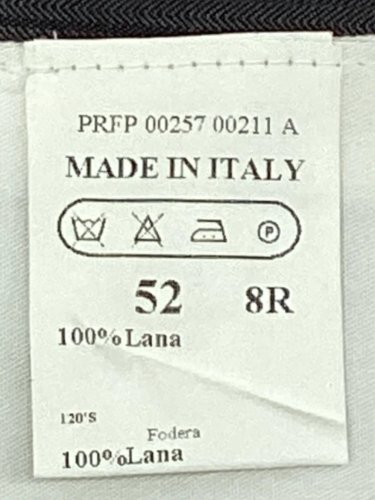 PRFP 00257 00211 A
MADE IN ITALY
P
52 8R
100% Lana
120'S
Fodera
100%Lana